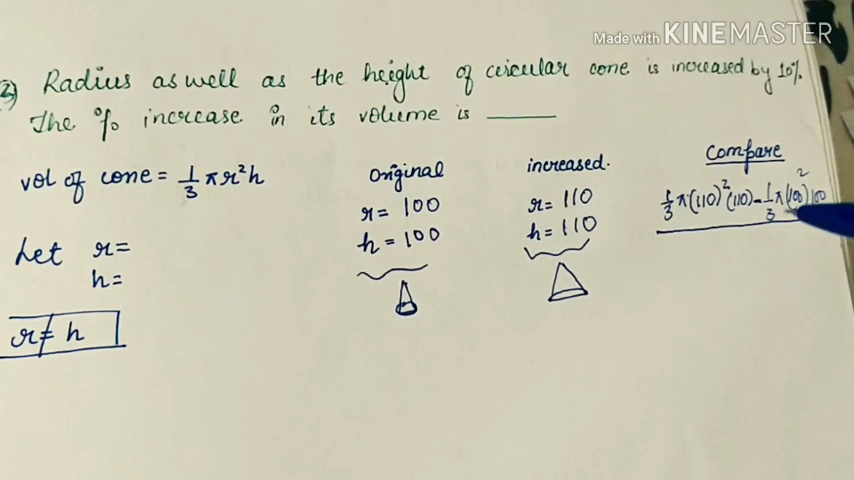 Made with KINEMASTER
2) Radius as well as the height of circular cone is increased by 10%.
The % increase in its volume is ______
vol of cone = 1/3 πr²h
Let r =
h =
r ≠ h
Original
r = 100
h = 100
increased.
r = 110
h = 110
Compare
1/3 π(110)²(110) - 1/3 π(100)²100